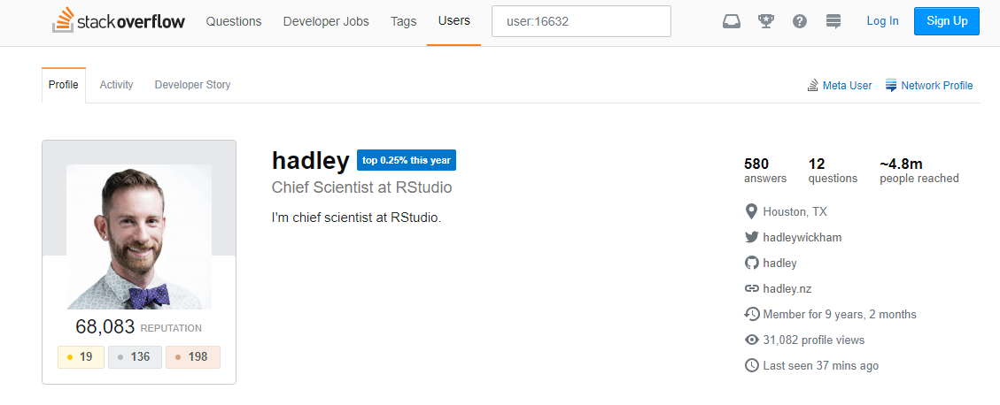 stackoverflow Questions Developer Jobs Tags Users user:16632 Log In Sign Up
Profile Activity Developer Story Meta User Network Profile
hadley top 0.25% this year
Chief Scientist at RStudio
I'm chief scientist at RStudio.
68,083 REPUTATION
19 136 198
580 12 ~4.8m
answers questions people reached
Houston, TX
hadleywickham
hadley
hadley.nz
Member for 9 years, 2 months
31,082 profile views
Last seen 37 mins ago